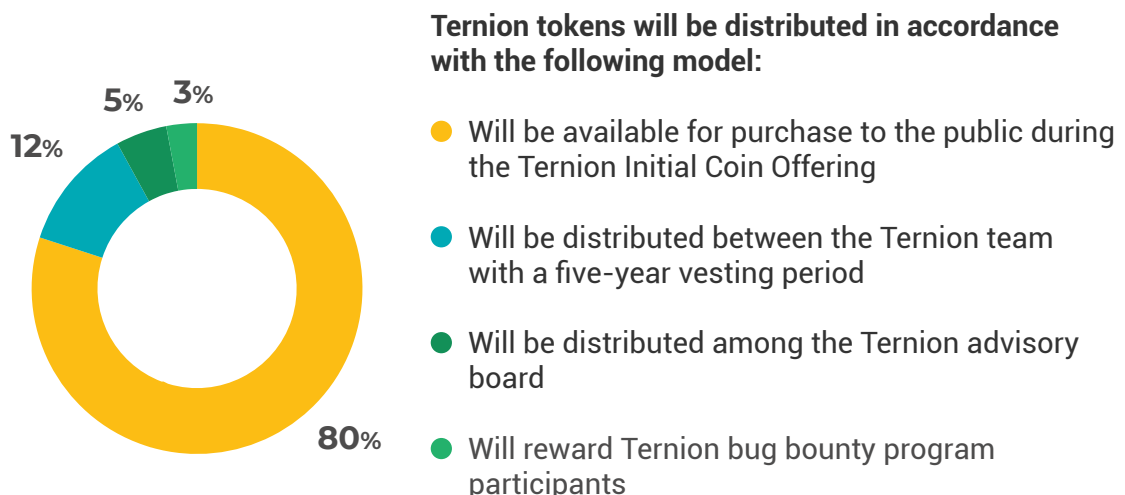 Ternion tokens will be distributed in accordance
with the following model:
5%
3%
12%
80%
Will be available for purchase to the public during
the Ternion Initial Coin Offering
Will be distributed between the Ternion team
with a five-year vesting period
Will be distributed among the Ternion advisory
board
Will reward Ternion bug bounty program
participants